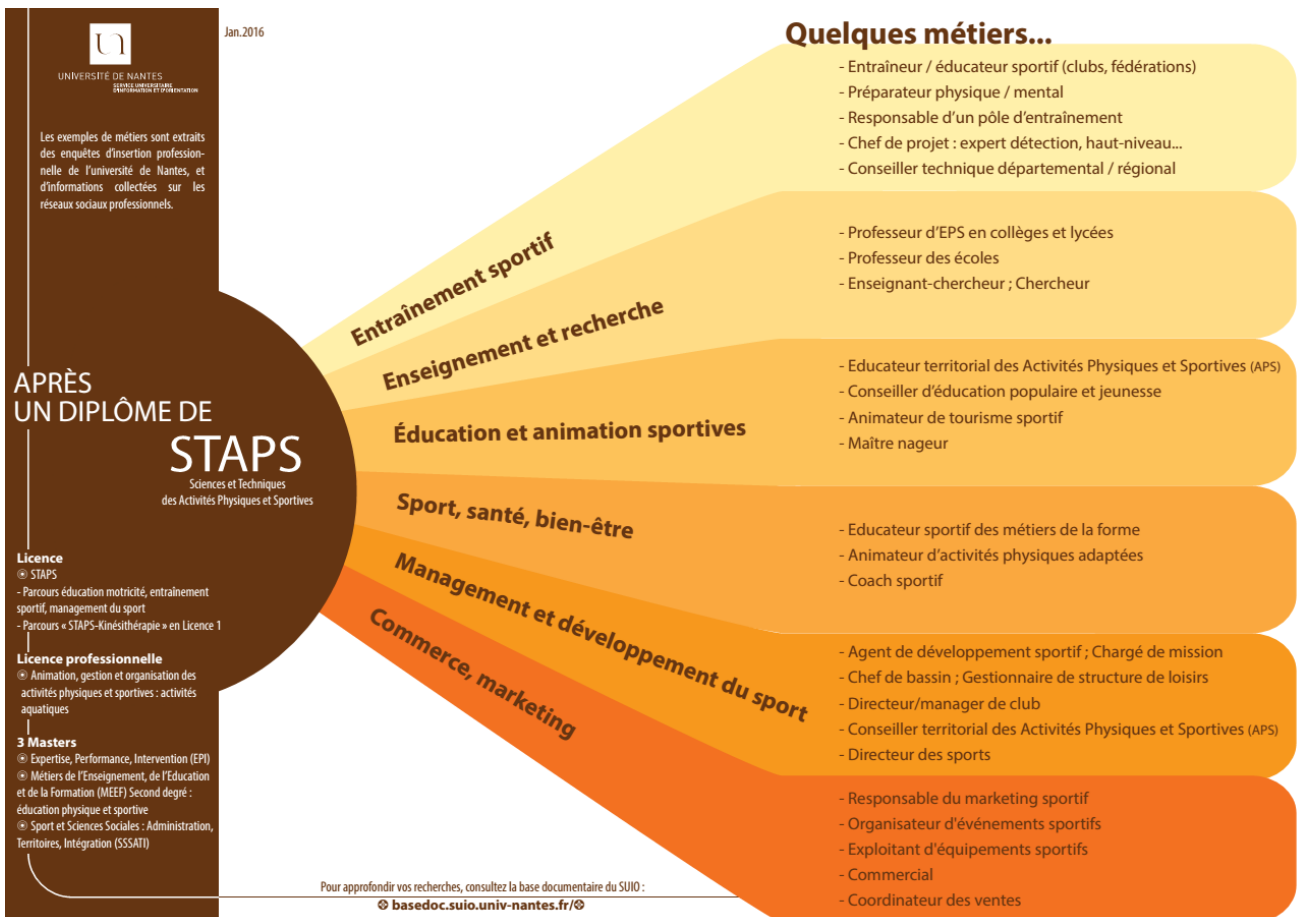 UNIVERSITÉ DE NANTES
SERVICE UNIVERSITAIRE
D'INFORMATION ET D'ORIENTATION
Jan.2016
Les exemples de métiers sont extraits
des enquêtes d'insertion profession-
nelle de l'université de Nantes, et
d'informations collectées sur les
réseaux sociaux professionnels.
APRÈS
UN DIPLÔME DE
STAPS
Sciences et Techniques
des Activités Physiques et Sportives
Licence
STAPS
- Parcours éducation motricité, entraînement
sportif, management du sport
- Parcours « STAPS-Kinésithérapie » en Licence 1
Licence professionnelle
Animation, gestion et organisation des
activités physiques et sportives : activités
aquatiques
3 Masters
Expertise, Performance, Intervention (EPI)
Métiers de l'Enseignement, de l'Education
et de la Formation (MEEF) Second degré :
éducation physique et sportive
Sport et Sciences Sociales : Administration,
Territoires, Intégration (SSSATI)
Quelques métiers...
Entraînement sportif
- Entraîneur / éducateur sportif (clubs, fédérations)
- Préparateur physique / mental
- Responsable d'un pôle d'entraînement
- Chef de projet : expert détection, haut-niveau...
- Conseiller technique départemental / régional
Enseignement et recherche
- Professeur d'EPS en collèges et lycées
- Professeur des écoles
- Enseignant-chercheur ; Chercheur
Éducation et animation sportives
- Educateur territorial des Activités Physiques et Sportives (APS)
- Conseiller d'éducation populaire et jeunesse
- Animateur de tourisme sportif
- Maître nageur
Sport, santé, bien-être
- Educateur sportif des métiers de la forme
- Animateur d'activités physiques adaptées
- Coach sportif
Management et développement du sport
- Agent de développement sportif ; Chargé de mission
- Chef de bassin ; Gestionnaire de structure de loisirs
- Directeur/manager de club
- Conseiller territorial des Activités Physiques et Sportives (APS)
- Directeur des sports
Commerce, marketing
- Responsable du marketing sportif
- Organisateur d'événements sportifs
- Exploitant d'équipements sportifs
- Commercial
- Coordinateur des ventes
Pour approfondir vos recherches, consultez la base documentaire du SUIO :
basedoc.suio.univ-nantes.fr/